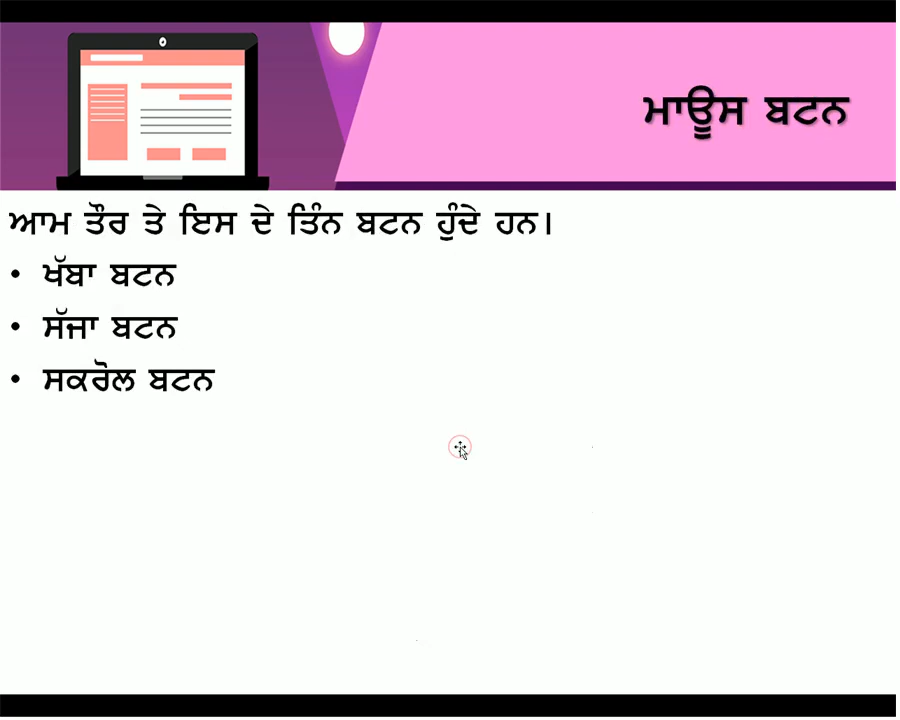 ਮਾਊਸ ਬਟਨ
ਆਮ ਤੌਰ ਤੇ ਇਸ ਦੇ ਤਿੰਨ ਬਟਨ ਹੁੰਦੇ ਹਨ।
• ਖੱਬਾ ਬਟਨ
• ਸੱਜਾ ਬਟਨ
• ਸਕਰੋਲ ਬਟਨ